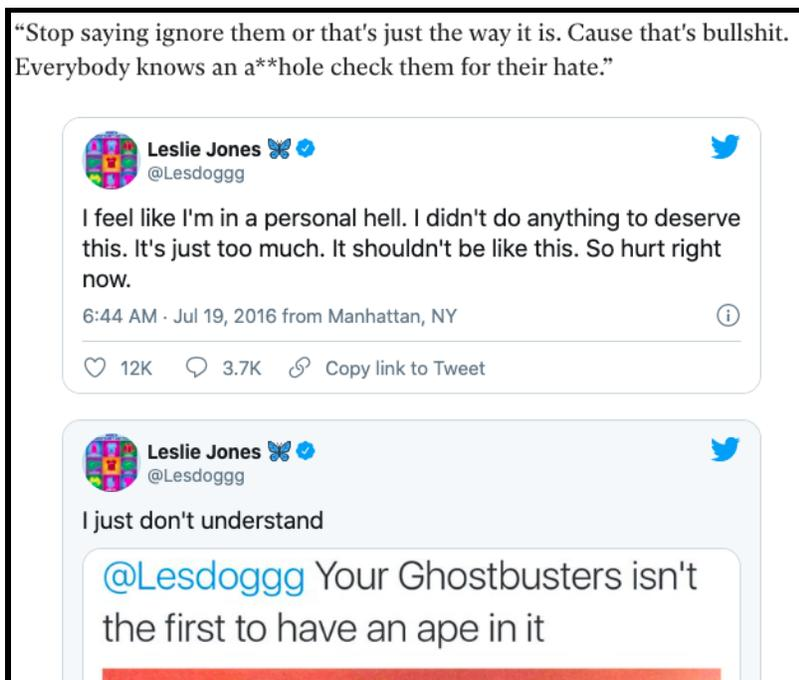 “Stop saying ignore them or that's just the way it is. Cause that's bullshit.
Everybody knows an a**hole check them for their hate.”
Leslie Jones 🦋
@Lesdoggg
I feel like I'm in a personal hell. I didn't do anything to deserve
this. It's just too much. It shouldn't be like this. So hurt right
now.
6:44 AM · Jul 19, 2016 from Manhattan, NY
12K 3.7K Copy link to Tweet
Leslie Jones 🦋
@Lesdoggg
I just don't understand
@Lesdoggg Your Ghostbusters isn't
the first to have an ape in it